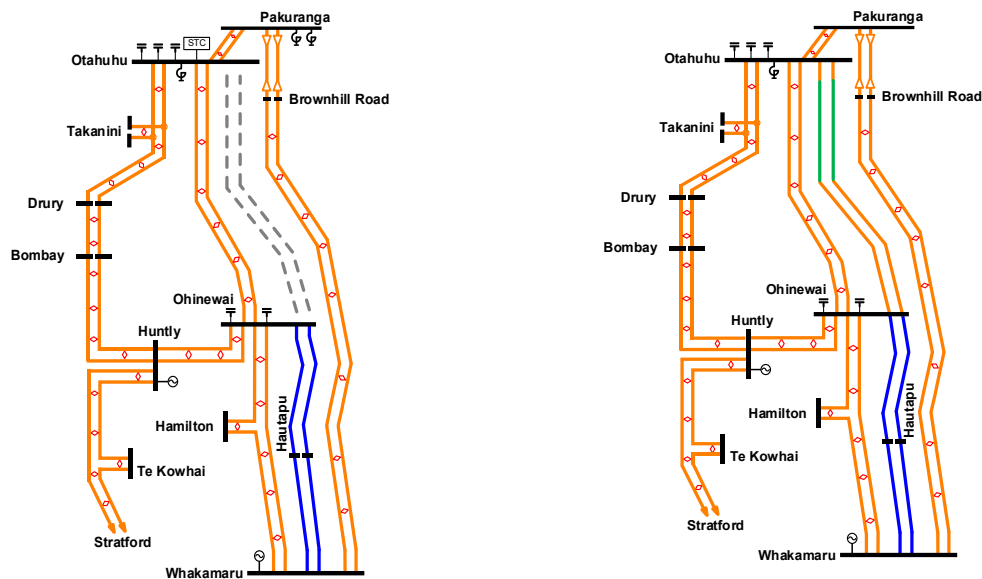 Pakuranga
STC
Otahuhu
Brownhill Road
Takanini
Drury
Bombay
Ohinewai
Huntly
Hamilton
Hautapu
Te Kowhai
Stratford
Whakamaru
Pakuranga
Otahuhu
Brownhill Road
Takanini
Drury
Bombay
Ohinewai
Huntly
Hamilton
Hautapu
Te Kowhai
Stratford
Whakamaru